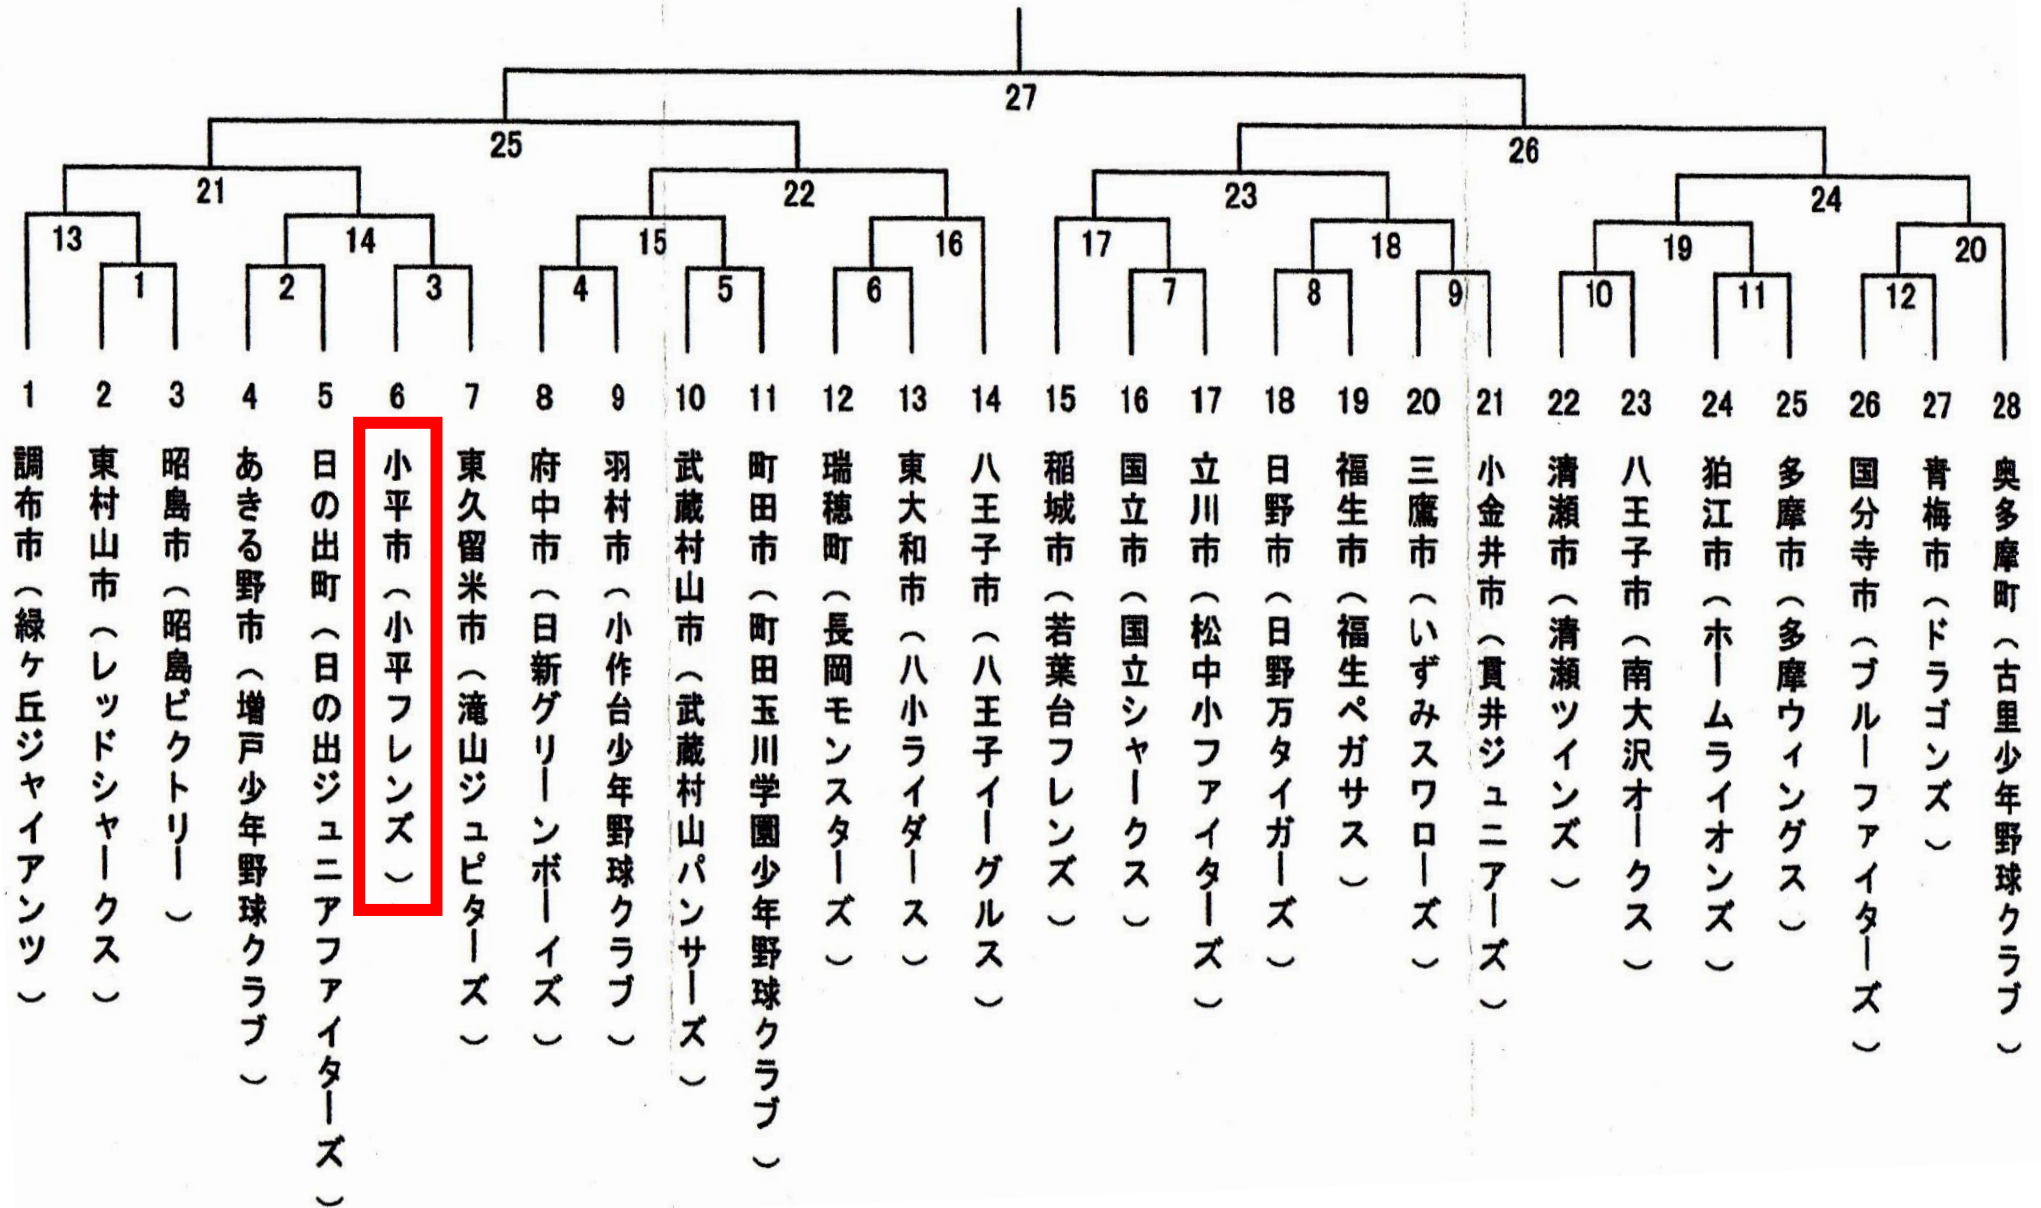 27
25
26
21
22
23
24
13
14
15
16
17
18
19
20
1
2
3
4
5
6
7
8
9
10
11
12
1 調布市(緑ヶ丘ジャイアンツ)
2 東村山市(レッドシャークス)
3 昭島市(昭島ビクトリー)
4 あきる野市(増戸少年野球クラブ)
5 日の出町(日の出ジュニアファイターズ)
6 小平市(小平フレンズ)
7 東久留米市(滝山ジュピターズ)
8 府中市(日新グリーンボーイズ)
9 羽村市(小作台少年野球クラブ)
10 武蔵村山市(武蔵村山パンサーズ)
11 町田市(町田玉川学園少年野球クラブ)
12 瑞穂町(長岡モンスターズ)
13 東大和市(八小ライダース)
14 八王子市(八王子イーグルス)
15 稲城市(若葉台フレンズ)
16 国立市(国立シャークス)
17 立川市(松中小ファイターズ)
18 日野市(日野万タイガーズ)
19 福生市(福生ペガサス)
20 三鷹市(いずみスワローズ)
21 小金井市(貫井ジュニアーズ)
22 清瀬市(清瀬ツインズ)
23 八王子市(南大沢オークス)
24 狛江市(ホームライオンズ)
25 多摩市(多摩ウィングス)
26 国分寺市(ブルーファイターズ)
27 青梅市(ドラゴンズ)
28 奥多摩町(古里少年野球クラブ)